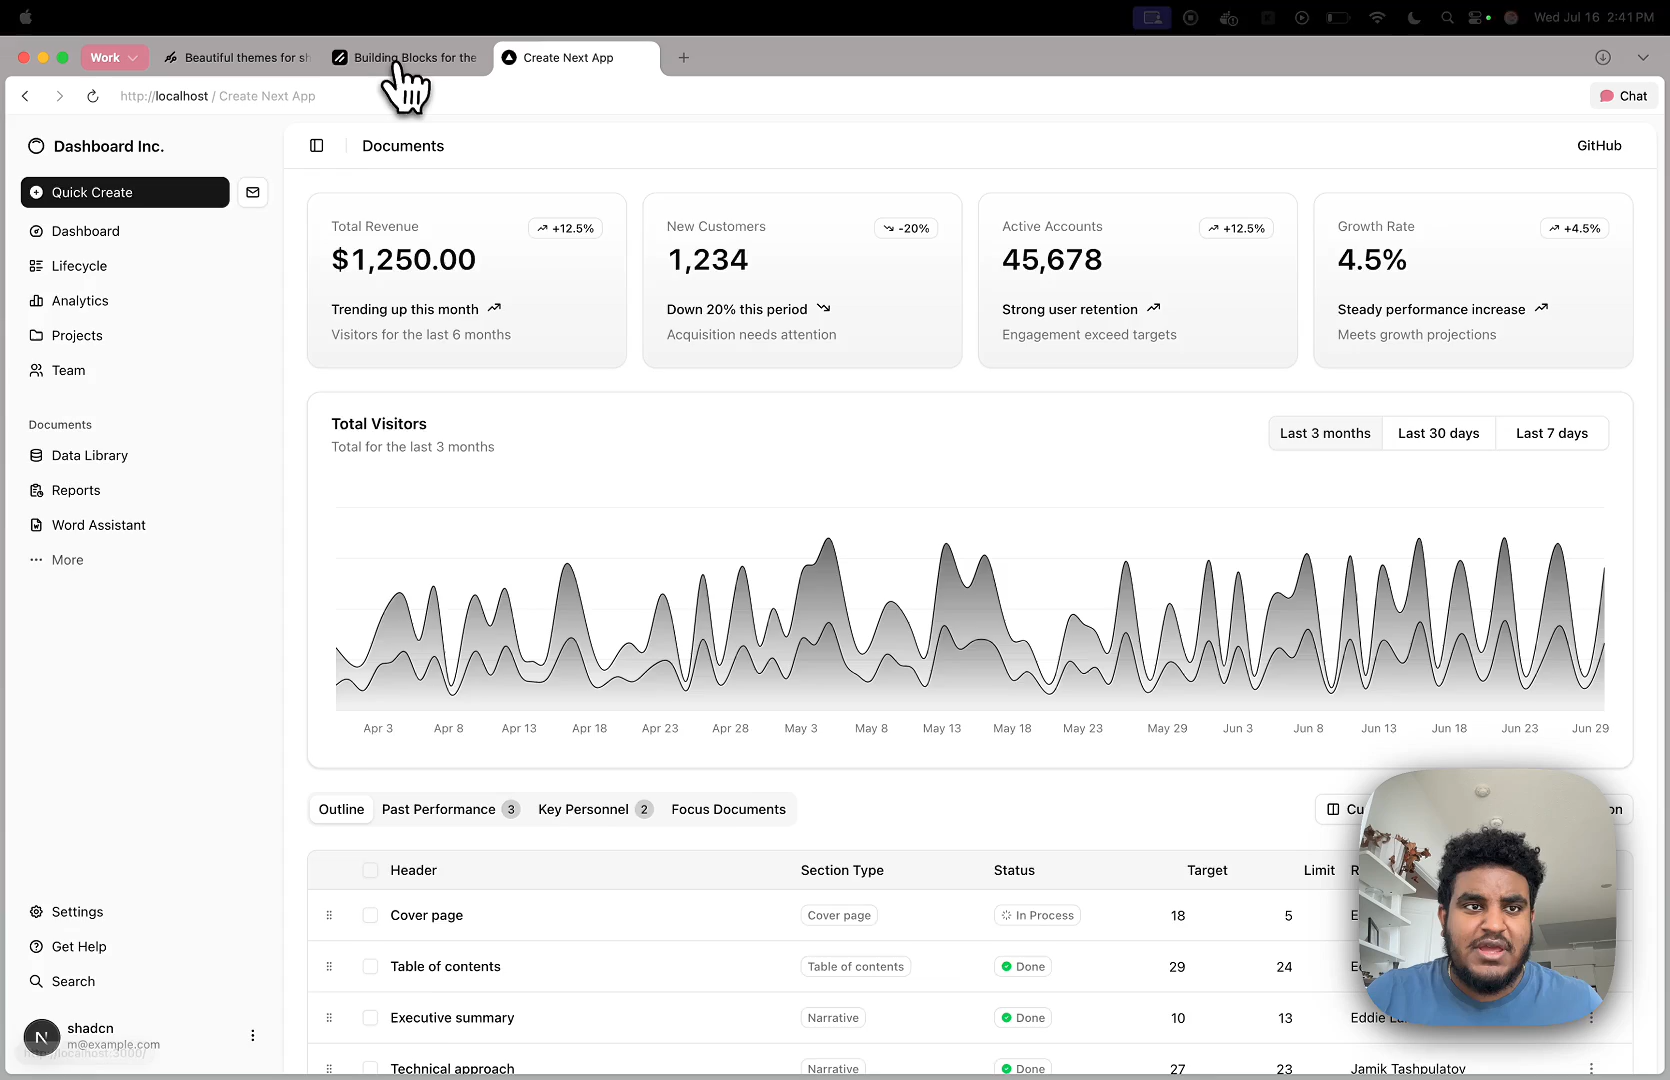 Wed Jul 16 2:41 PM
Work
Beautiful themes for sh
Building Blocks for the
Create Next App
http://localhost / Create Next App
Chat
Dashboard Inc.
Documents
GitHub
Quick Create
Dashboard
Lifecycle
Analytics
Projects
Team
Documents
Data Library
Reports
Word Assistant
More
Settings
Get Help
Search
N
shadcn
m@example.com
http://localhost:3000/
Total Revenue
+12.5%
$1,250.00
Trending up this month
Visitors for the last 6 months
New Customers
-20%
1,234
Down 20% this period
Acquisition needs attention
Active Accounts
+12.5%
45,678
Strong user retention
Engagement exceed targets
Growth Rate
+4.5%
4.5%
Steady performance increase
Meets growth projections
Total Visitors
Total for the last 3 months
Last 3 months
Last 30 days
Last 7 days
Apr 3 Apr 8 Apr 13 Apr 18 Apr 23 Apr 28 May 3 May 8 May 13 May 18 May 23 May 29 Jun 3 Jun 8 Jun 13 Jun 18 Jun 23 Jun 29
Outline Past Performance 3 Key Personnel 2 Focus Documents
Header Section Type Status Target Limit
Cover page Cover page In Process 18 5
Table of contents Table of contents Done 29 24
Executive summary Narrative Done 10 13 Eddie
Technical approach Narrative Done 27 23 Jamik Tashpulatov